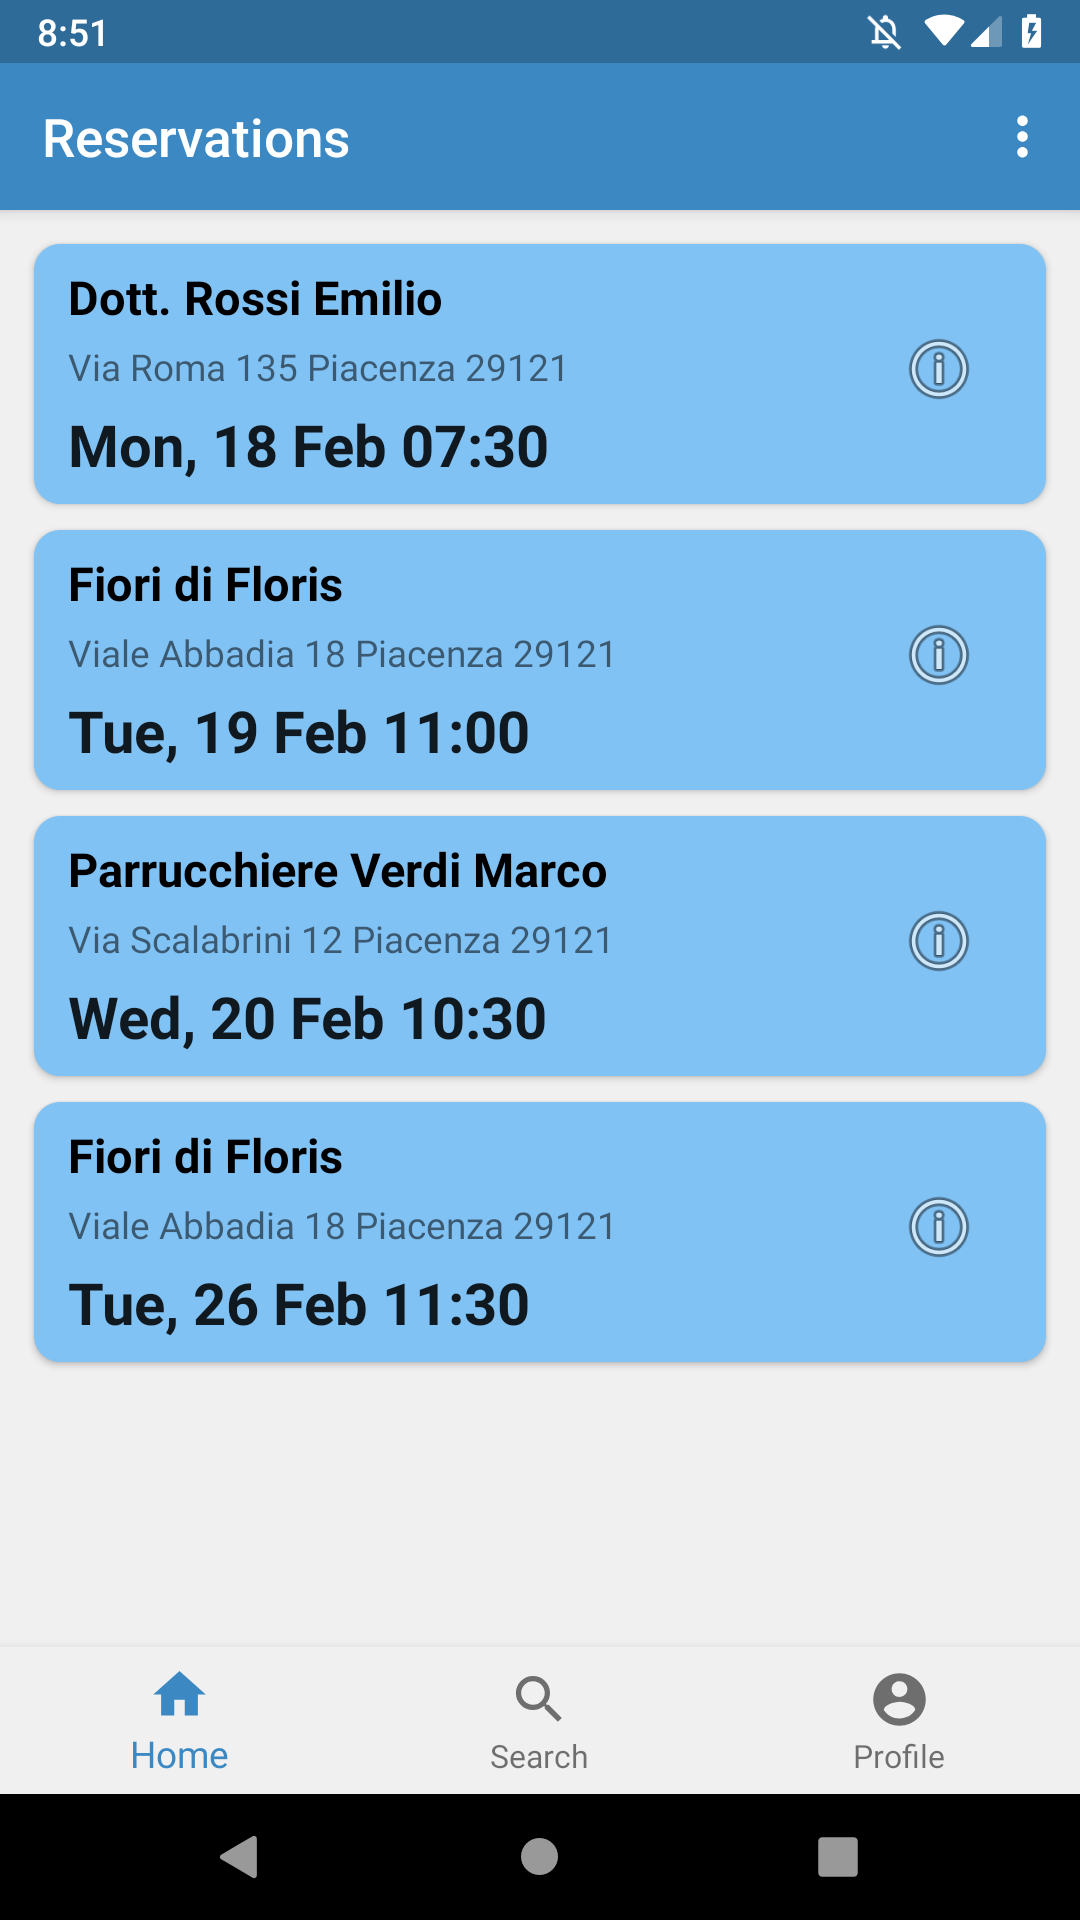 8:51
Reservations
Dott. Rossi Emilio
Via Roma 135 Piacenza 29121
Mon, 18 Feb 07:30
Fiori di Floris
Viale Abbadia 18 Piacenza 29121
Tue, 19 Feb 11:00
Parrucchiere Verdi Marco
Via Scalabrini 12 Piacenza 29121
Wed, 20 Feb 10:30
Fiori di Floris
Viale Abbadia 18 Piacenza 29121
Tue, 26 Feb 11:30
Home
Search
Profile